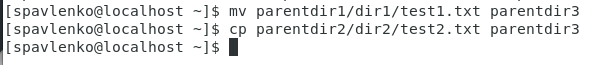 [spavlenko@localhost ~]$ mv parentdir1/dir1/test1.txt parentdir3
[spavlenko@localhost ~]$ cp parentdir2/dir2/test2.txt parentdir3
[spavlenko@localhost ~]$